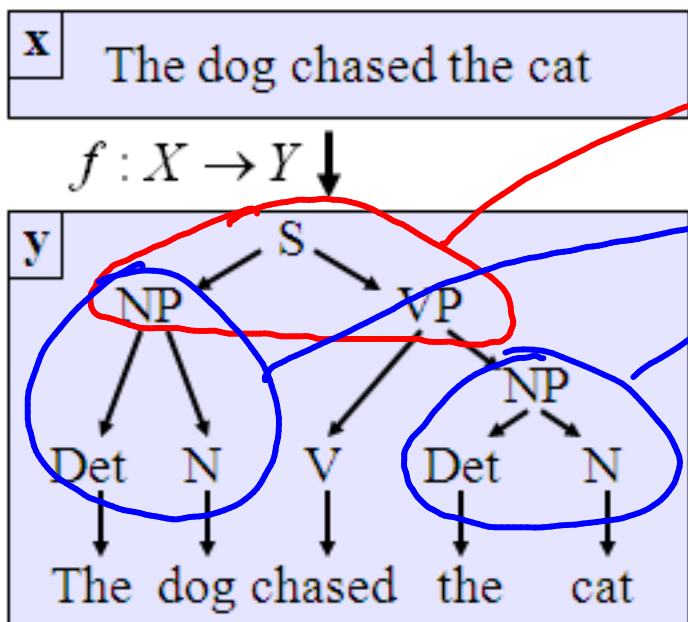 x
The dog chased the cat
f : X → Y
y
S
NP VP
NP
Det N V Det N
The dog chased the cat